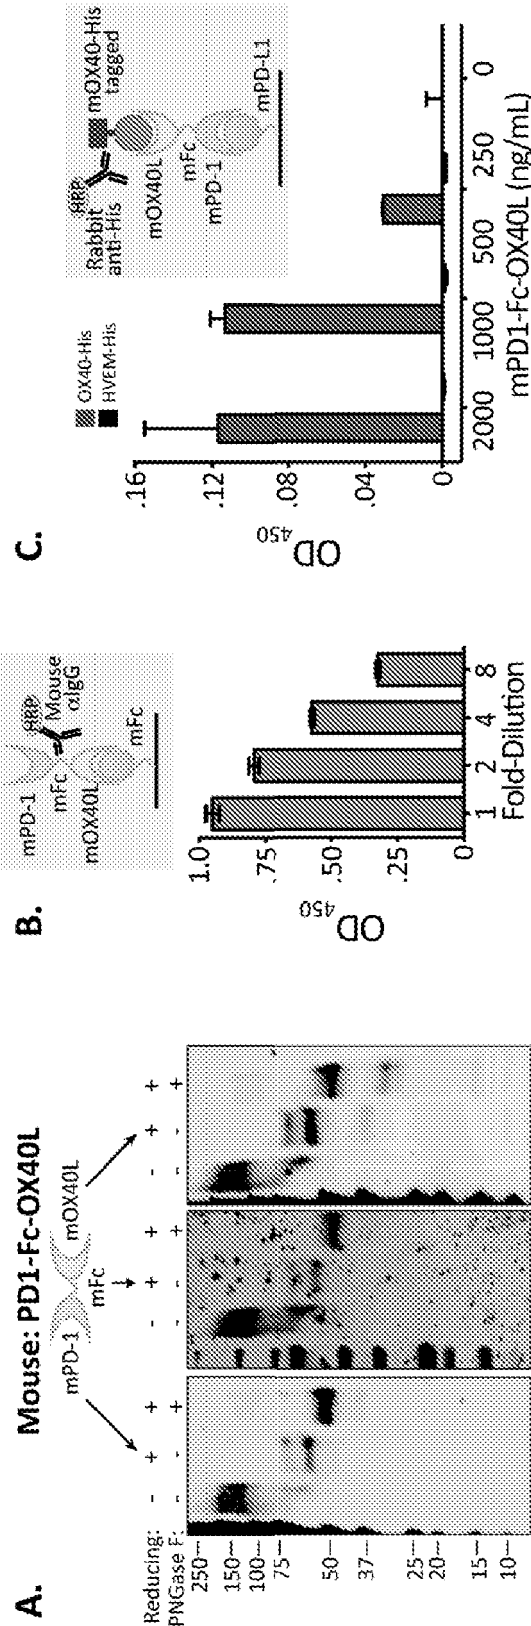 A.
Mouse: PD1-Fc-OX40L
mPD-1
mFc
mOX40L
Reducing: - + + - + + - + +
PNGase F: - - + - - + - - +
250
150
100
75
50
37
25
20
15
10
B.
mPD-1
HRP
mFc
Mouse
αIgG
mOX40L
mFc
OD450
1.0
.75
.50
.25
0
1 2 4 8
Fold-Dilution
C.
OX40-His
HVEM-His
HRP
mOX40-His
tagged
Rabbit
anti-His
mOX40L
mFc
mPD-1
mPD-L1
OD450
.16
.12
.08
.04
0
2000 1000 500 250 0
mPD1-Fc-OX40L (ng/mL)